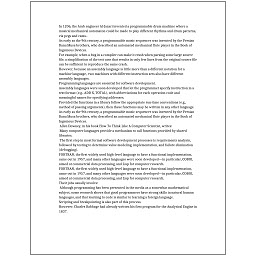 In 1206, the Arab engineer Al-Jazari invented a programmable drum machine where a
musical mechanical automaton could be made to play different rhythms and drum patterns,
via pegs and cams.
As early as the 9th century, a programmable music sequencer was invented by the Persian
Banu Musa brothers, who described an automated mechanical flute player in the Book of
Ingenious Devices.
For example, when a bug in a compiler can make it crash when parsing some large source
file, a simplification of the test case that results in only few lines from the original source file
can be sufficient to reproduce the same crash.
However, because an assembly language is little more than a different notation for a
machine language, two machines with different instruction sets also have different
assembly languages.
Programming languages are essential for software development.
Assembly languages were soon developed that let the programmer specify instruction in a
text format (e.g., ADD X, TOTAL), with abbreviations for each operation code and
meaningful names for specifying addresses.
Provided the functions in a library follow the appropriate run-time conventions (e.g.,
method of passing arguments), then these functions may be written in any other language.
As early as the 9th century, a programmable music sequencer was invented by the Persian
Banu Musa brothers, who described an automated mechanical flute player in the Book of
Ingenious Devices.
Allen Downey, in his book How To Think Like A Computer Scientist, writes:
Many computer languages provide a mechanism to call functions provided by shared
libraries.
The first step in most formal software development processes is requirements analysis,
followed by testing to determine value modeling, implementation, and failure elimination
(debugging).
FORTRAN, the first widely used high-level language to have a functional implementation,
came out in 1957, and many other languages were soon developed—in particular, COBOL
aimed at commercial data processing, and Lisp for computer research.
FORTRAN, the first widely used high-level language to have a functional implementation,
came out in 1957, and many other languages were soon developed—in particular, COBOL
aimed at commercial data processing, and Lisp for computer research.
Their jobs usually involve:
Although programming has been presented in the media as a somewhat mathematical
subject, some research shows that good programmers have strong skills in natural human
languages, and that learning to code is similar to learning a foreign language.
Scripting and breakpointing is also part of this process.
However, Charles Babbage had already written his first program for the Analytical Engine in
1837.